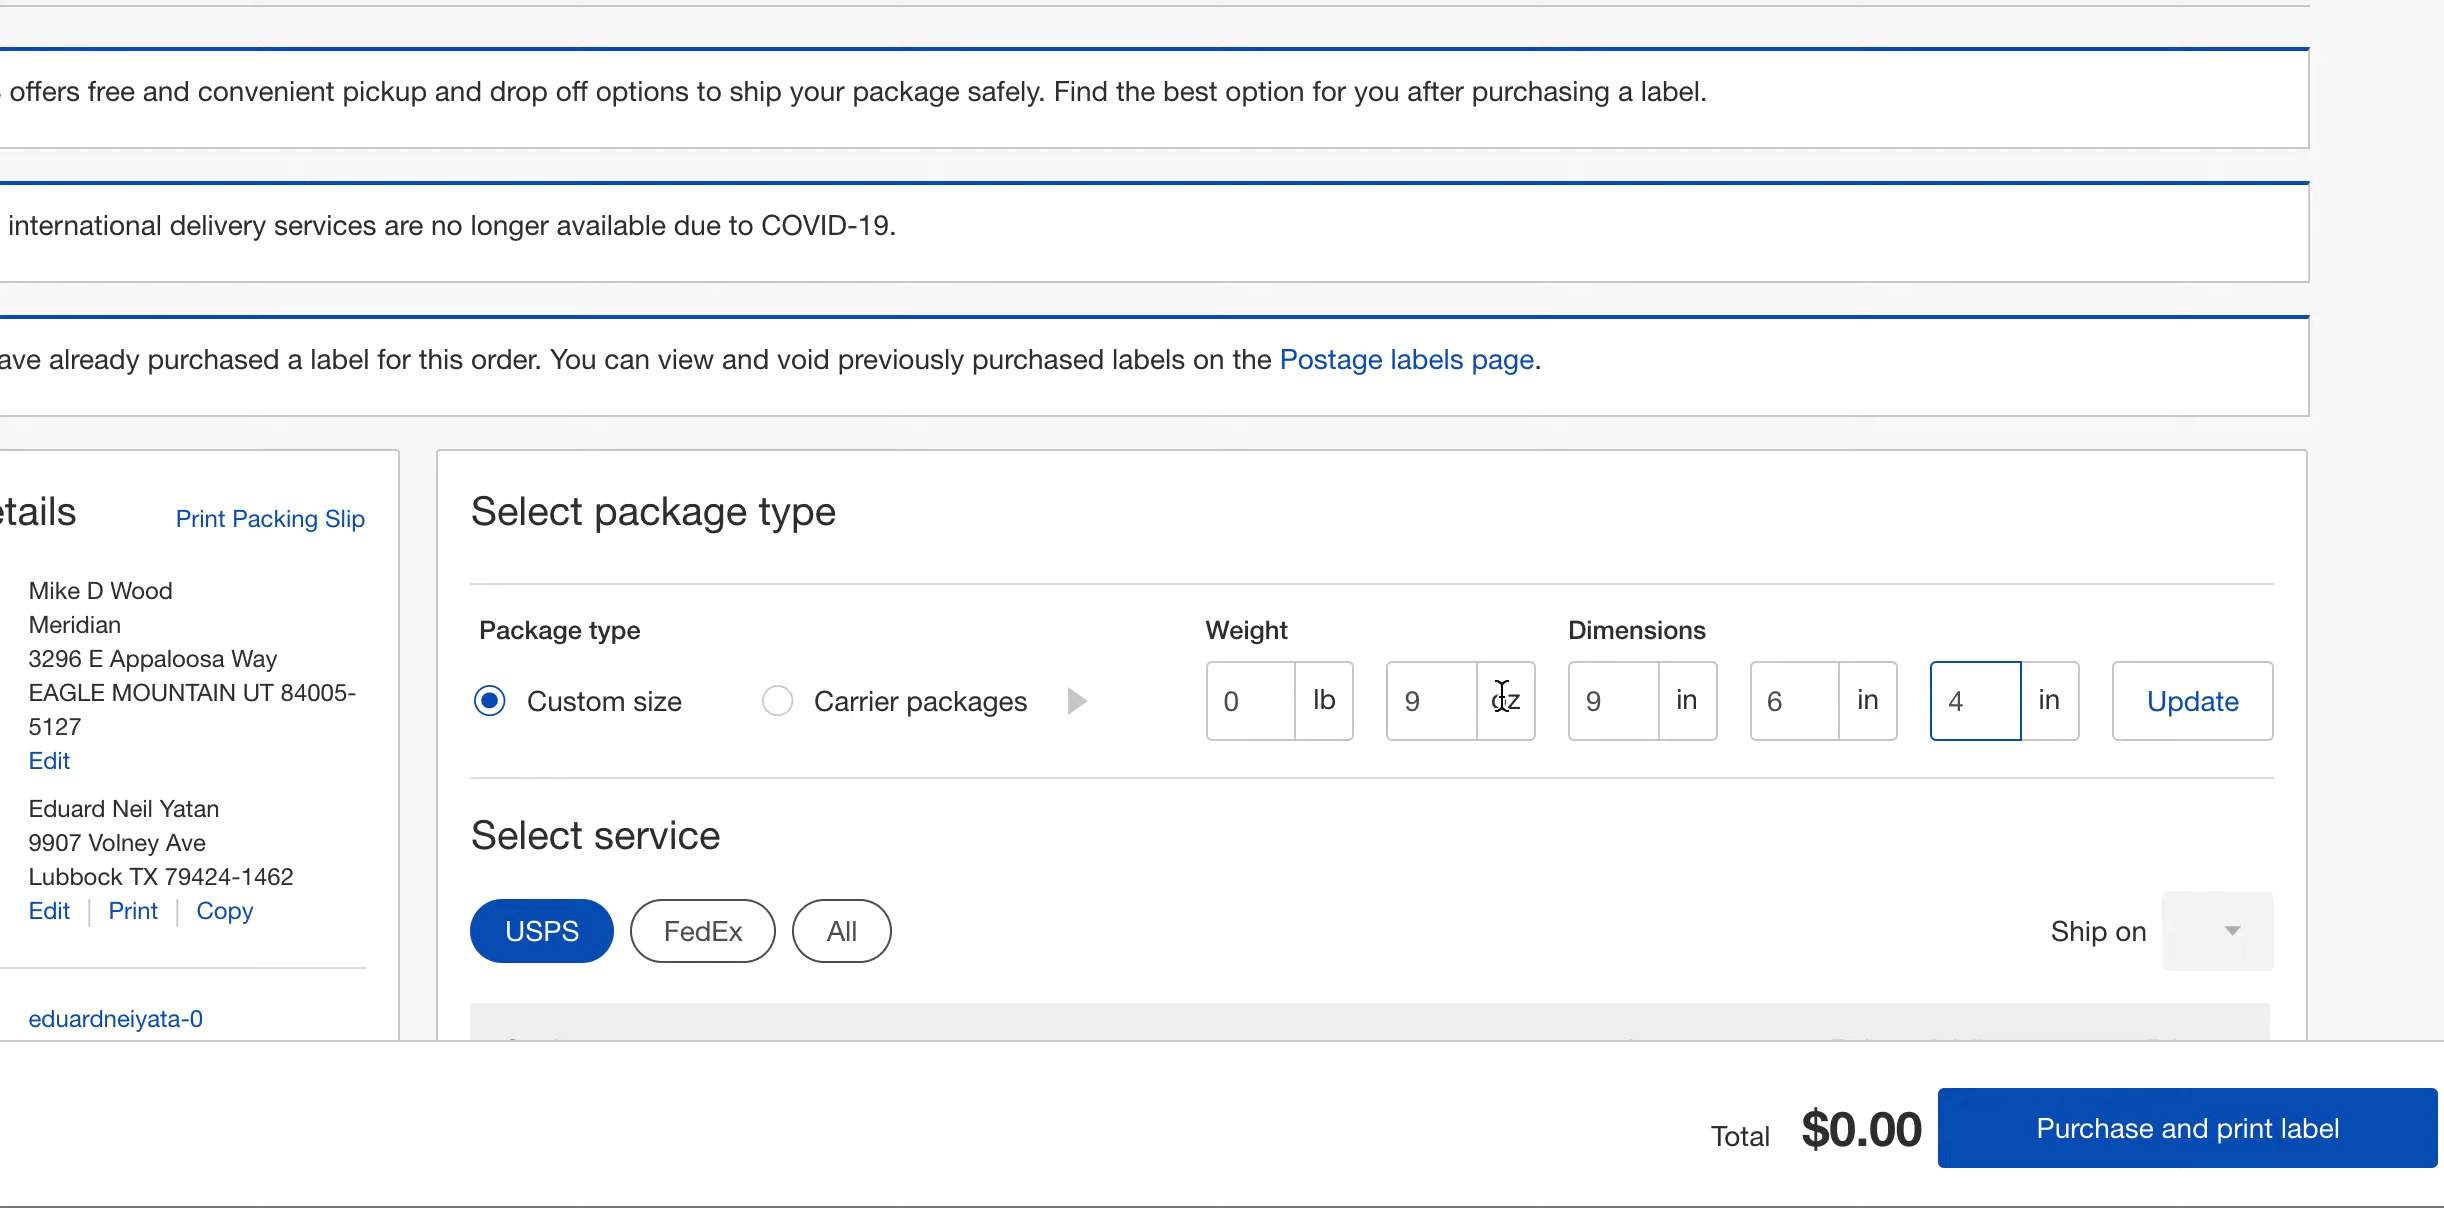 offers free and convenient pickup and drop off options to ship your package safely. Find the best option for you after purchasing a label.
international delivery services are no longer available due to COVID-19.
ave already purchased a label for this order. You can view and void previously purchased labels on the Postage labels page.
etails
Print Packing Slip
Mike D Wood
Meridian
3296 E Appaloosa Way
EAGLE MOUNTAIN UT 84005-
5127
Edit
Eduard Neil Yatan
9907 Volney Ave
Lubbock TX 79424-1462
Edit | Print | Copy
eduardneiyata-0
Select package type
Package type
Weight
Dimensions
Custom size
Carrier packages
0 lb
9 oz
9 in
6 in
4 in
Update
Select service
USPS
FedEx
All
Ship on
Total $0.00
Purchase and print label